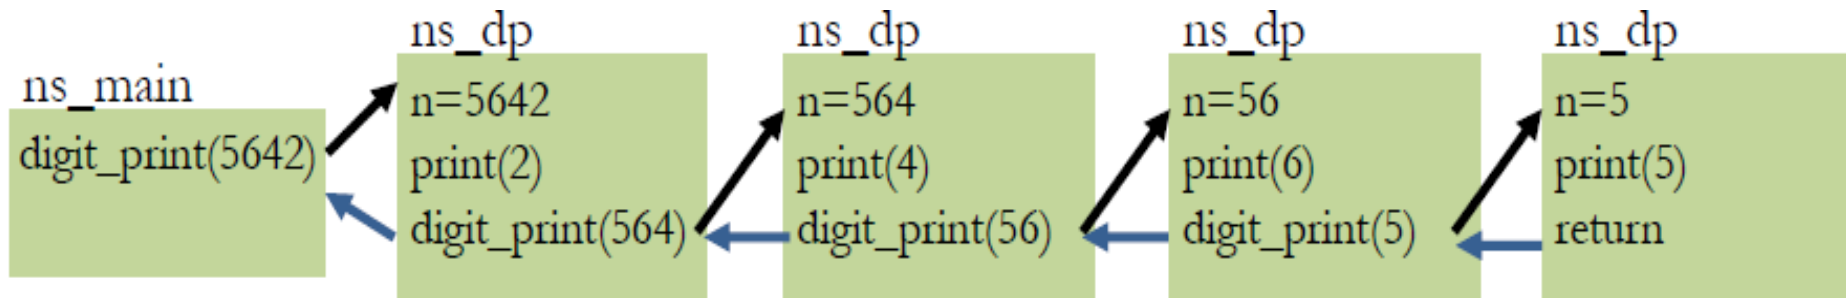 ns_main
digit_print(5642)
ns_dp
n=5642
print(2)
digit_print(564)
ns_dp
n=564
print(4)
digit_print(56)
ns_dp
n=56
print(6)
digit_print(5)
ns_dp
n=5
print(5)
return